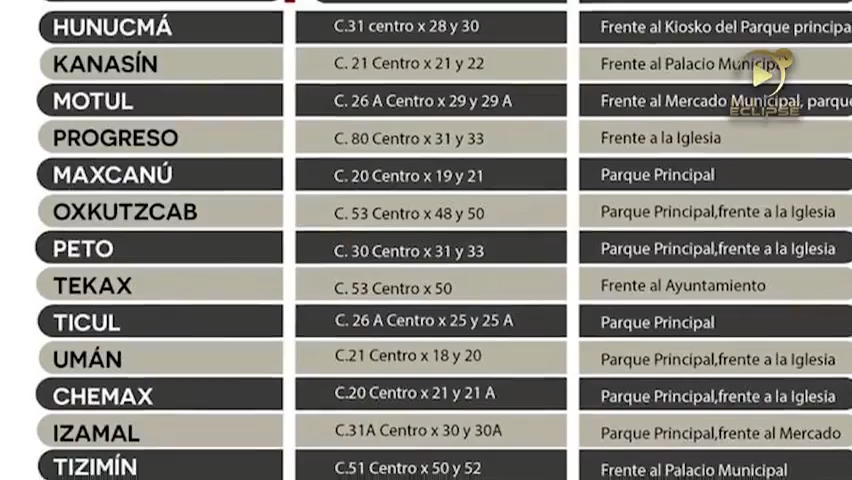 HUNUCMÁ C.31 centro x 28 y 30 Frente al Kiosko del Parque principa
KANASÍN C. 21 Centro x 21 y 22 Frente al Palacio Municipal
MOTUL C. 26 A Centro x 29 y 29 A Frente al Mercado Municipal, parque
ECLIPSE
PROGRESO C. 80 Centro x 31 y 33 Frente a la Iglesia
MAXCANÚ C. 20 Centro x 19 y 21 Parque Principal
OXKUTZCAB C. 53 Centro x 48 y 50 Parque Principal,frente a la Iglesia
PETO C. 30 Centro x 31 y 33 Parque Principal,frente a la Iglesia
TEKAX C. 53 Centro x 50 Frente al Ayuntamiento
TICUL C. 26 A Centro x 25 y 25 A Parque Principal
UMÁN C.21 Centro x 18 y 20 Parque Principal,frente a la Iglesia
CHEMAX C.20 Centro x 21 y 21 A Parque Principal,frente a la Iglesia
IZAMAL C.31A Centro x 30 y 30A Parque Principal,frente al Mercado
TIZIMÍN C.51 Centro x 50 y 52 Frente al Palacio Municipal